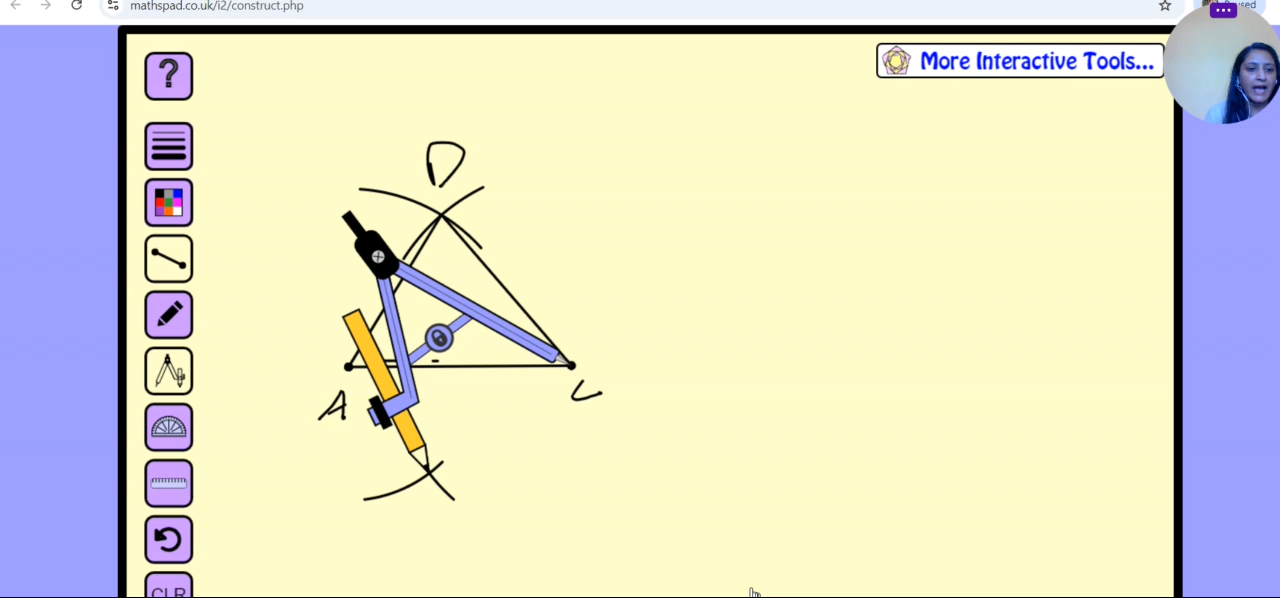 mathspad.co.uk/i2/construct.php
More Interactive Tools...
?
D
A
C
CLR